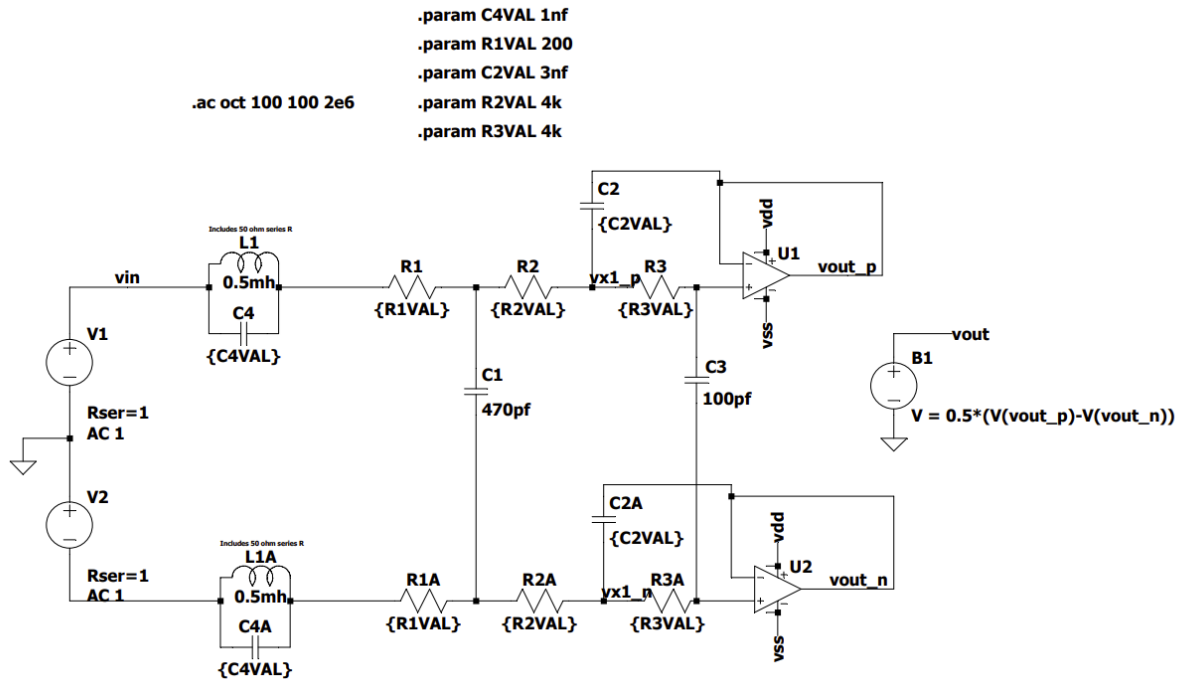 .param C4VAL 1nf
.param R1VAL 200
.param C2VAL 3nf
.ac oct 100 100 2e6
.param R2VAL 4k
.param R3VAL 4k
C2
{C2VAL}
vdd
Includes 50 ohm series R
L1
0.5mh
vin
C4
{C4VAL}
R1
{R1VAL}
R2
{R2VAL}
vx1_p
R3
{R3VAL}
U1
vout_p
vss
V1
Rser=1
AC 1
C1
470pf
C3
100pf
vout
B1
V = 0.5*(V(vout_p)-V(vout_n))
V2
Rser=1
AC 1
C2A
{C2VAL}
vdd
Includes 50 ohm series R
L1A
0.5mh
C4A
{C4VAL}
R1A
{R1VAL}
R2A
{R2VAL}
vx1_n
R3A
{R3VAL}
U2
vout_n
vss